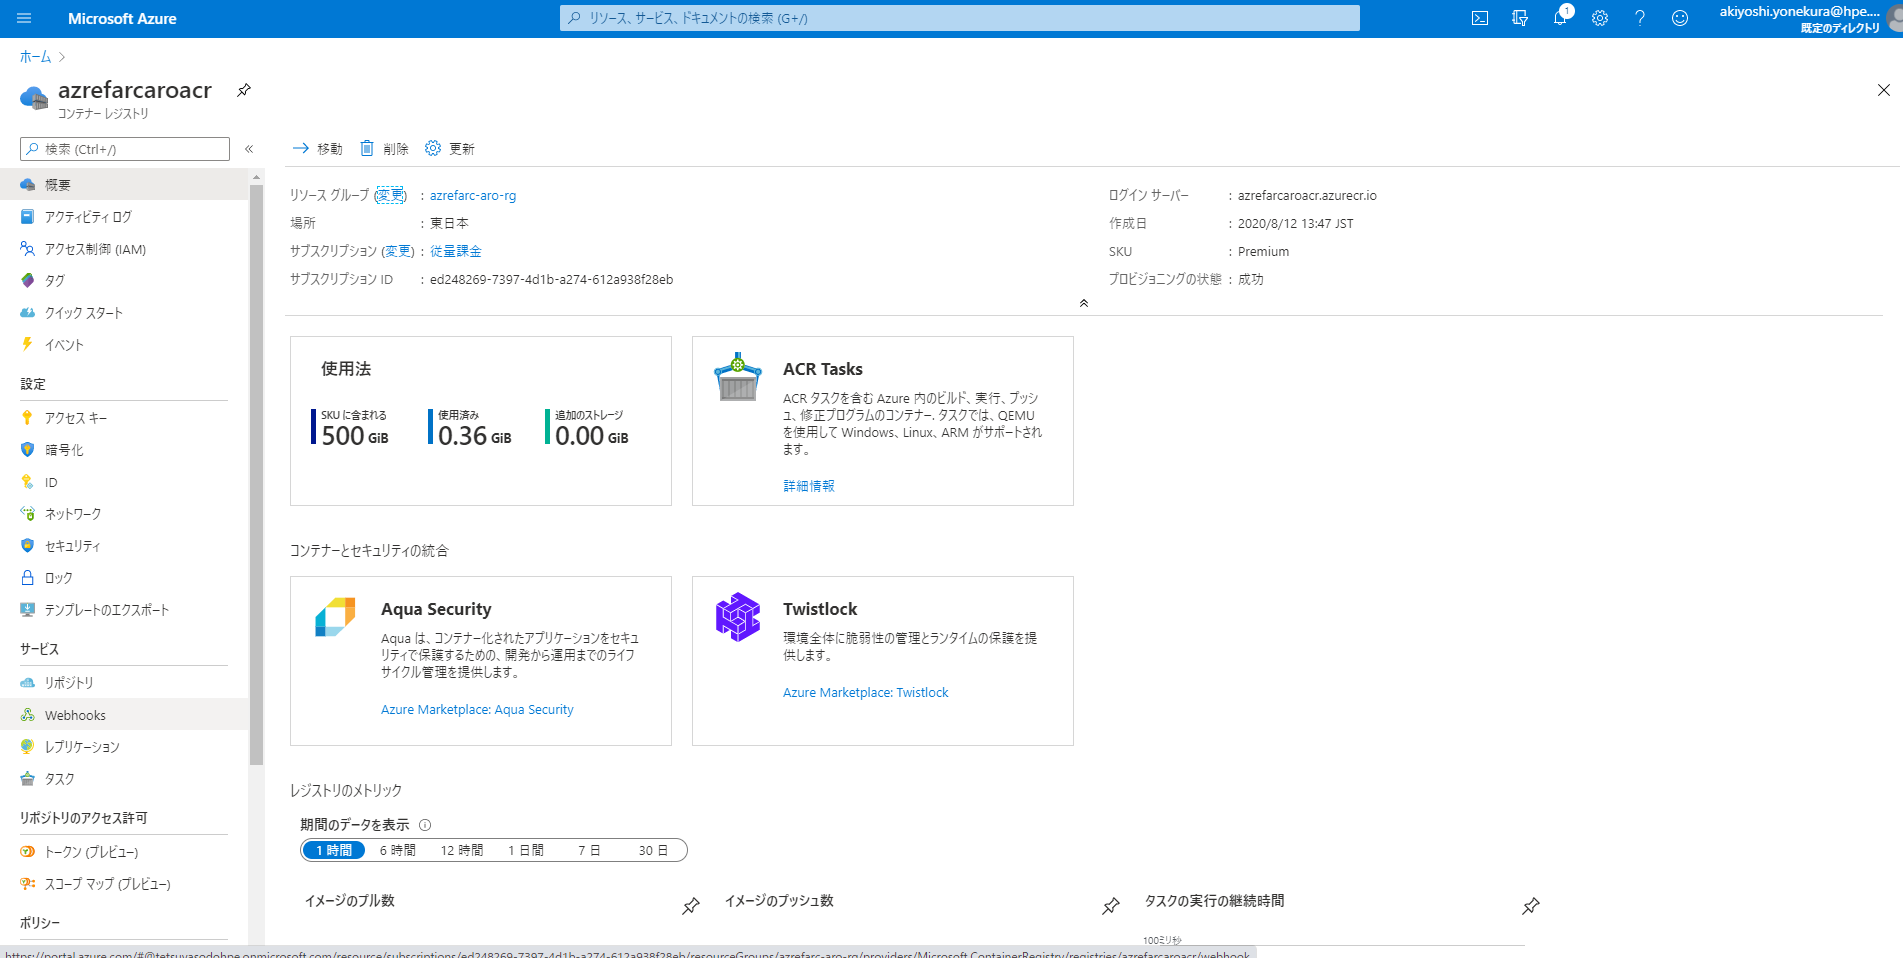 Microsoft Azure
リソース、サービス、ドキュメントの検索 (G+/)
1
akiyoshi.yonekura@hpe....
既定のディレクトリ
ホーム
azrefarcaroacr
コンテナー レジストリ
検索 (Ctrl+/)
«
概要
アクティビティ ログ
アクセス制御 (IAM)
タグ
クイック スタート
イベント
設定
アクセス キー
暗号化
ID
ネットワーク
セキュリティ
ロック
テンプレートのエクスポート
サービス
リポジトリ
Webhooks
レプリケーション
タスク
リポジトリのアクセス許可
トークン (プレビュー)
スコープ マップ (プレビュー)
ポリシー
移動 削除 更新
リソース グループ (変更) : azrefarc-aro-rg
場所 : 東日本
サブスクリプション (変更) : 従量課金
サブスクリプション ID : ed248269-7397-4d1b-a274-612a938f28eb
ログイン サーバー : azrefarcaroacr.azurecr.io
作成日 : 2020/8/12 13:47 JST
SKU : Premium
プロビジョニングの状態 : 成功
使用法
SKU に含まれる
500 GiB
使用済み
0.36 GiB
追加のストレージ
0.00 GiB
ACR Tasks
ACR タスクを含む Azure 内のビルド、実行、プッシ
ュ、修正プログラムのコンテナー. タスクでは、QEMU
を使用して Windows、Linux、ARM がサポートされ
ます。
詳細情報
コンテナーとセキュリティの統合
Aqua Security
Aqua は、コンテナー化されたアプリケーションをセキュ
リティで保護するための、開発から運用までのライフ
サイクル管理を提供します。
Azure Marketplace: Aqua Security
Twistlock
環境全体に脆弱性の管理とランタイムの保護を提
供します。
Azure Marketplace: Twistlock
レジストリのメトリック
期間のデータを表示
1 時間 6 時間 12 時間 1 日間 7 日 30 日
イメージのプル数
イメージのプッシュ数
タスクの実行の継続時間
100ミリ秒
https://portal.azure.com/#@tetsuyasodohpe.onmicrosoft.com/resource/subscriptions/ed248269-7397-4d1b-a274-612a938f28eb/resourceGroups/azrefarc-aro-rg/providers/Microsoft.ContainerRegistry/registries/azrefarcaroacr/webhook